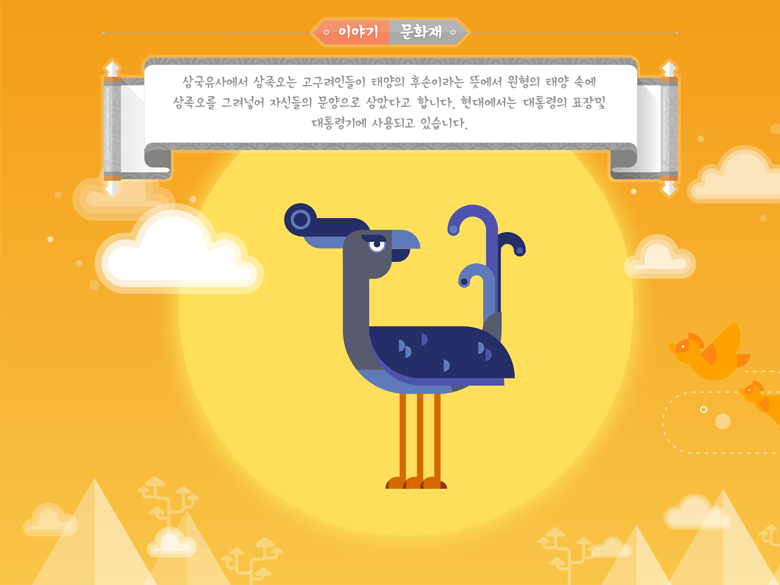 이야기 문화재
삼국유사에서 삼족오는 고구려인들이 태양의 후손이라는 뜻에서 원형의 태양 속에
삼족오를 그려넣어 자신들의 문양으로 삼았다고 합니다. 현대에서는 대통령의 표장및
대통령기에 사용되고 있습니다.